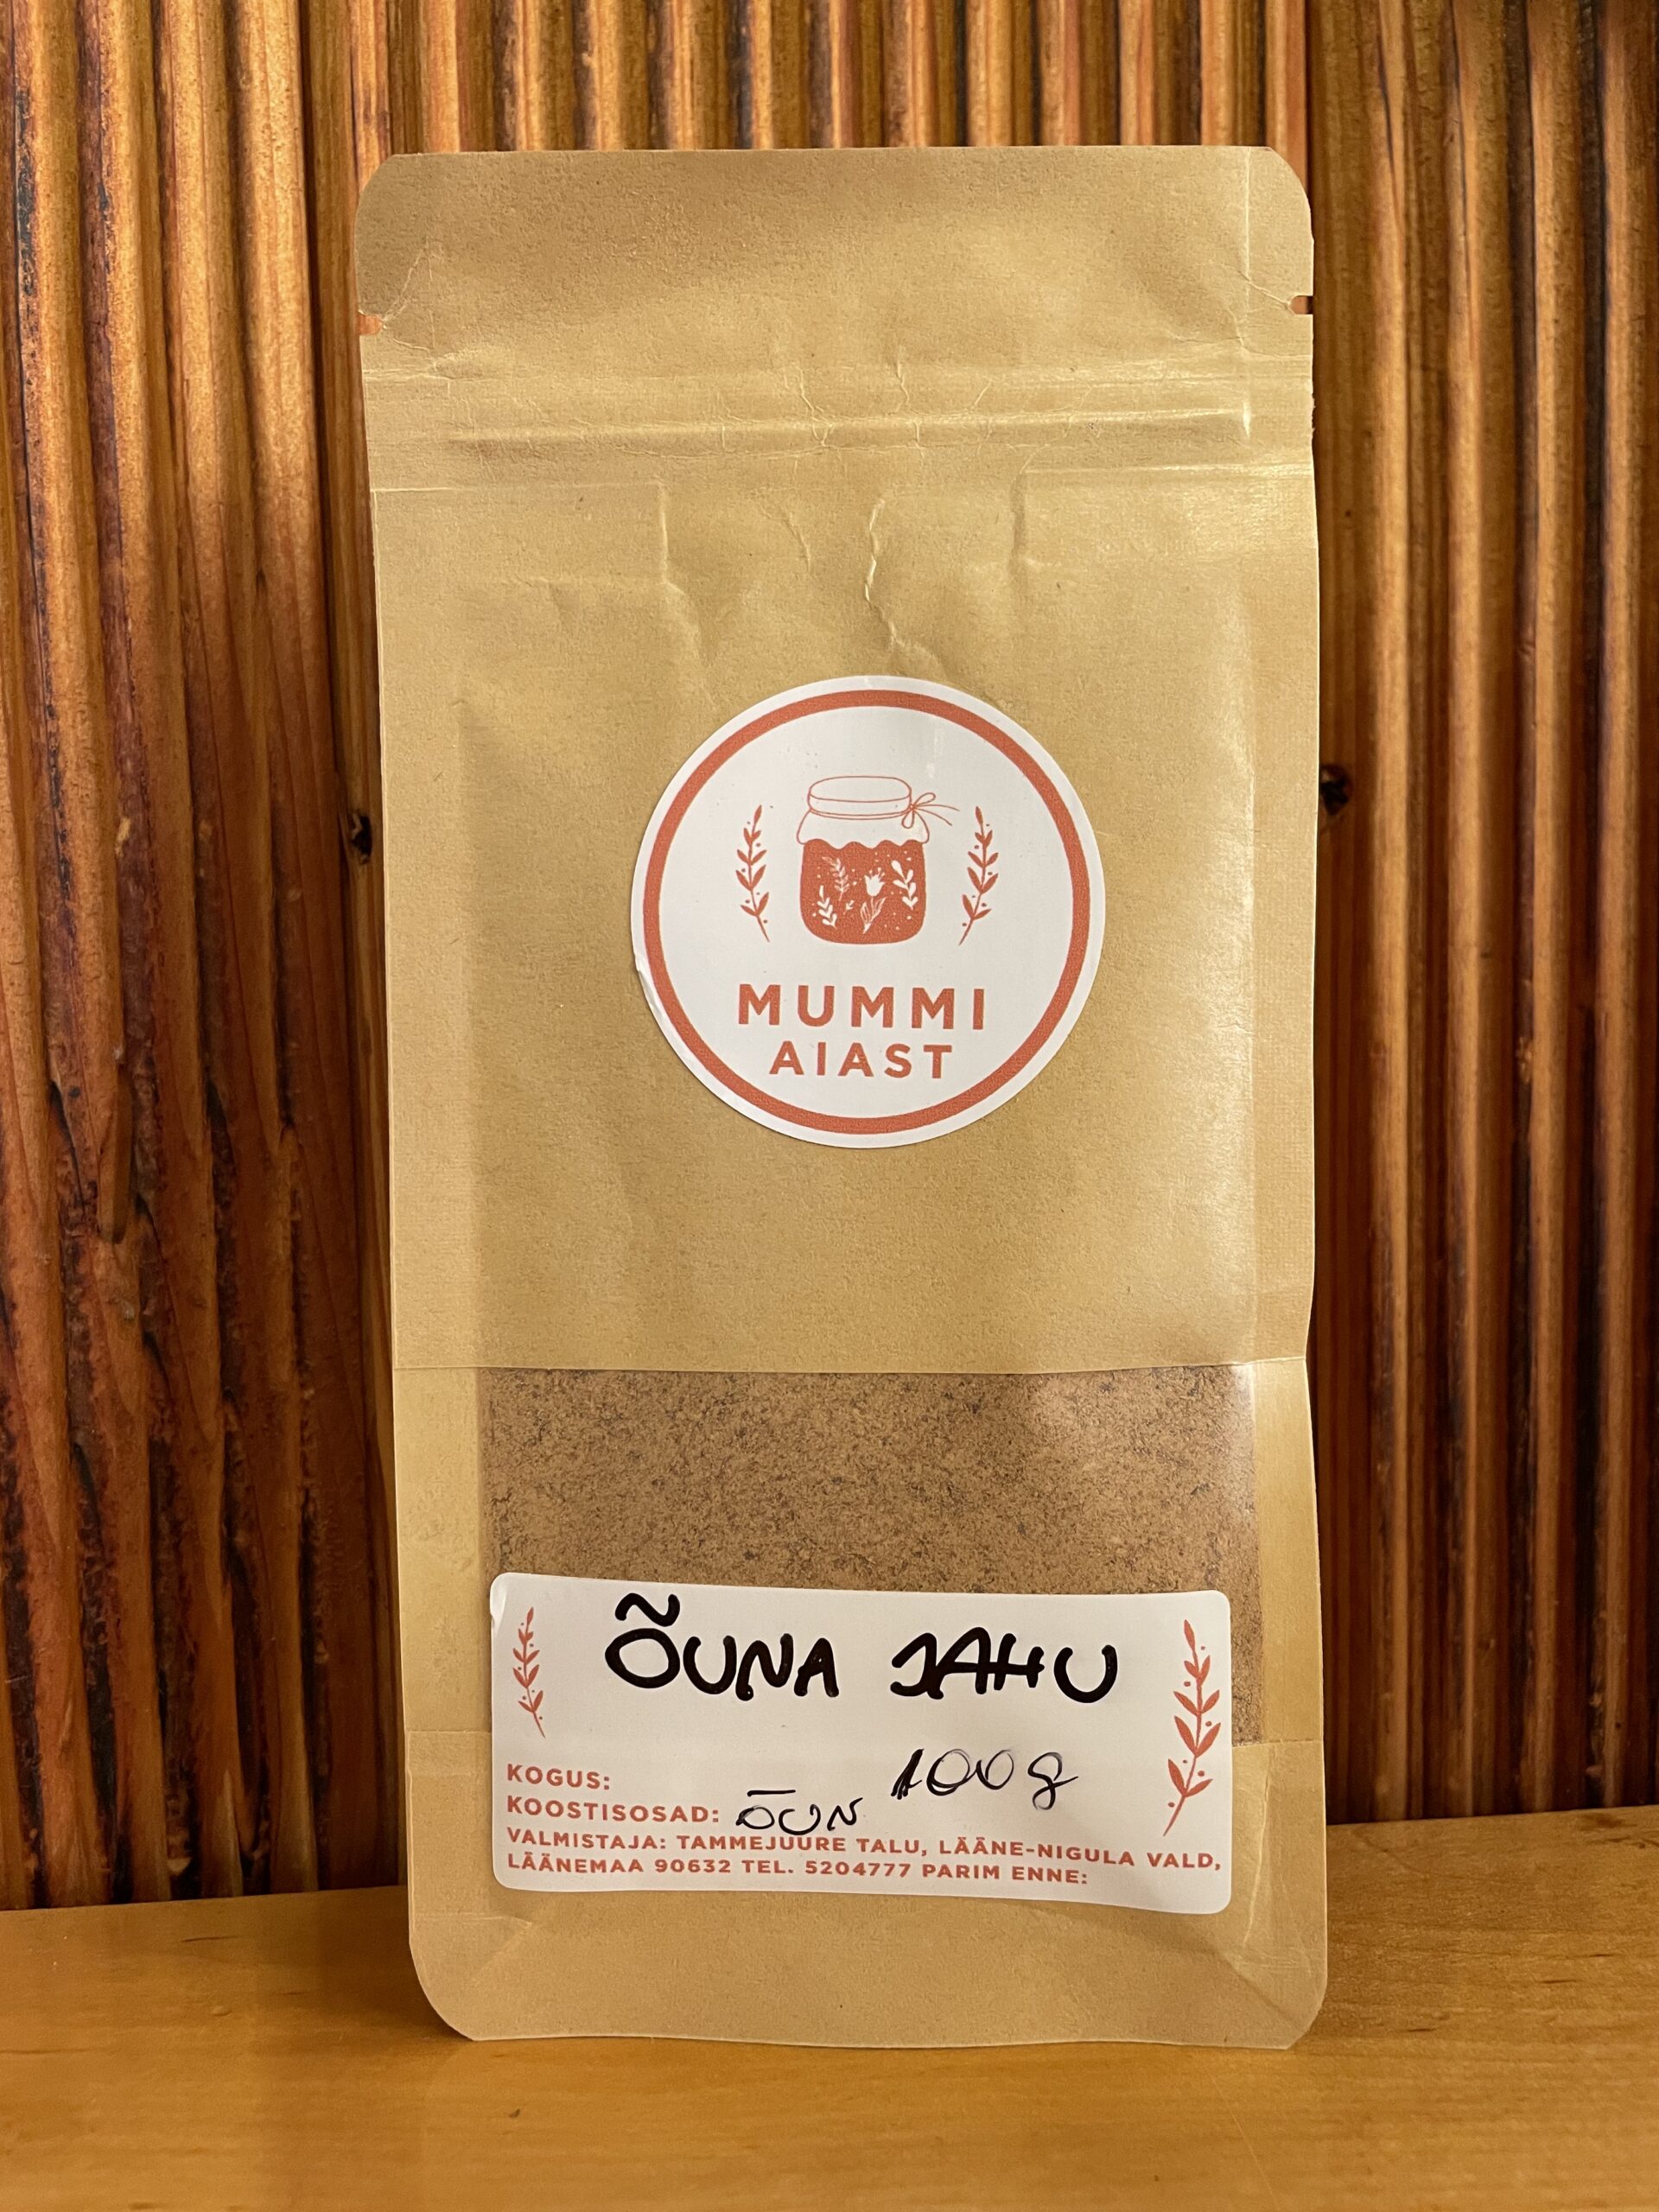 MUMMI
AIAST
ÕUNA JAHU
KOGUS: 100g
KOOSTISOSAD: ÕUN
VALMISTAJA: TAMMEJUURE TALU, LÄÄNE-NIGULA VALD,
LÄÄNEMAA 90632 TEL. 5204777 PARIM ENNE: